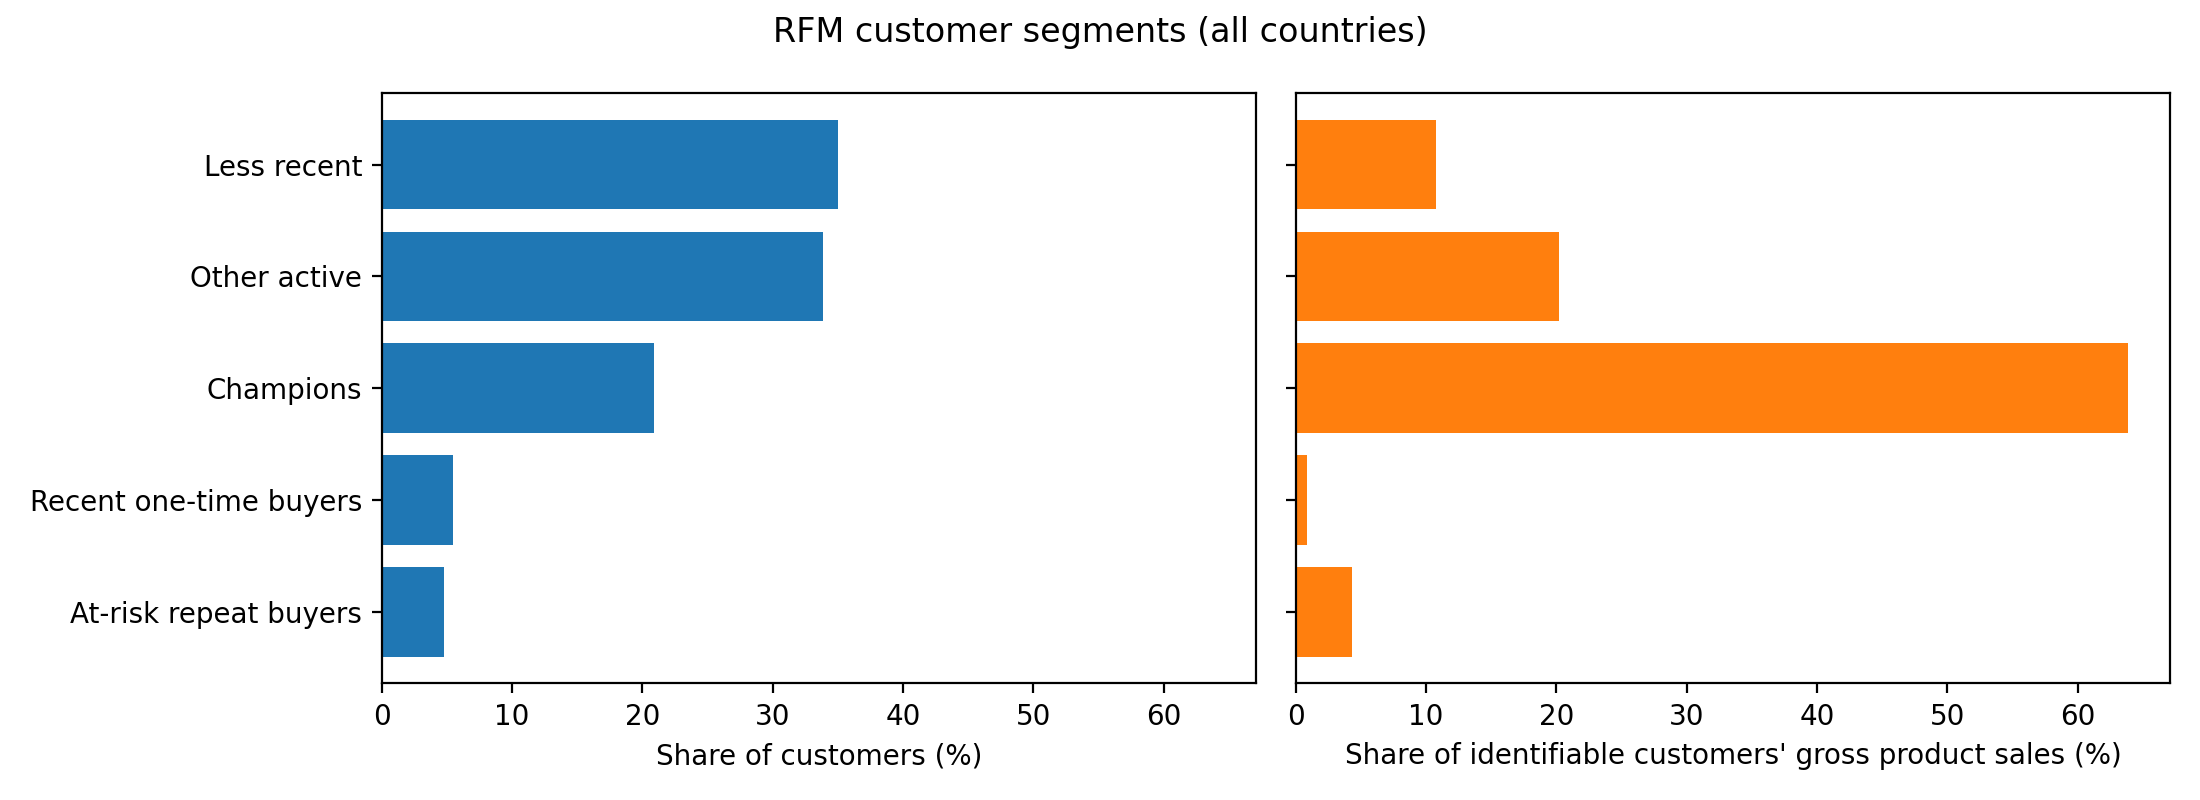 RFM customer segments (all countries)
Less recent
Other active
Champions
Recent one-time buyers
At-risk repeat buyers
0 10 20 30 40 50 60
Share of customers (%)
0 10 20 30 40 50 60
Share of identifiable customers' gross product sales (%)